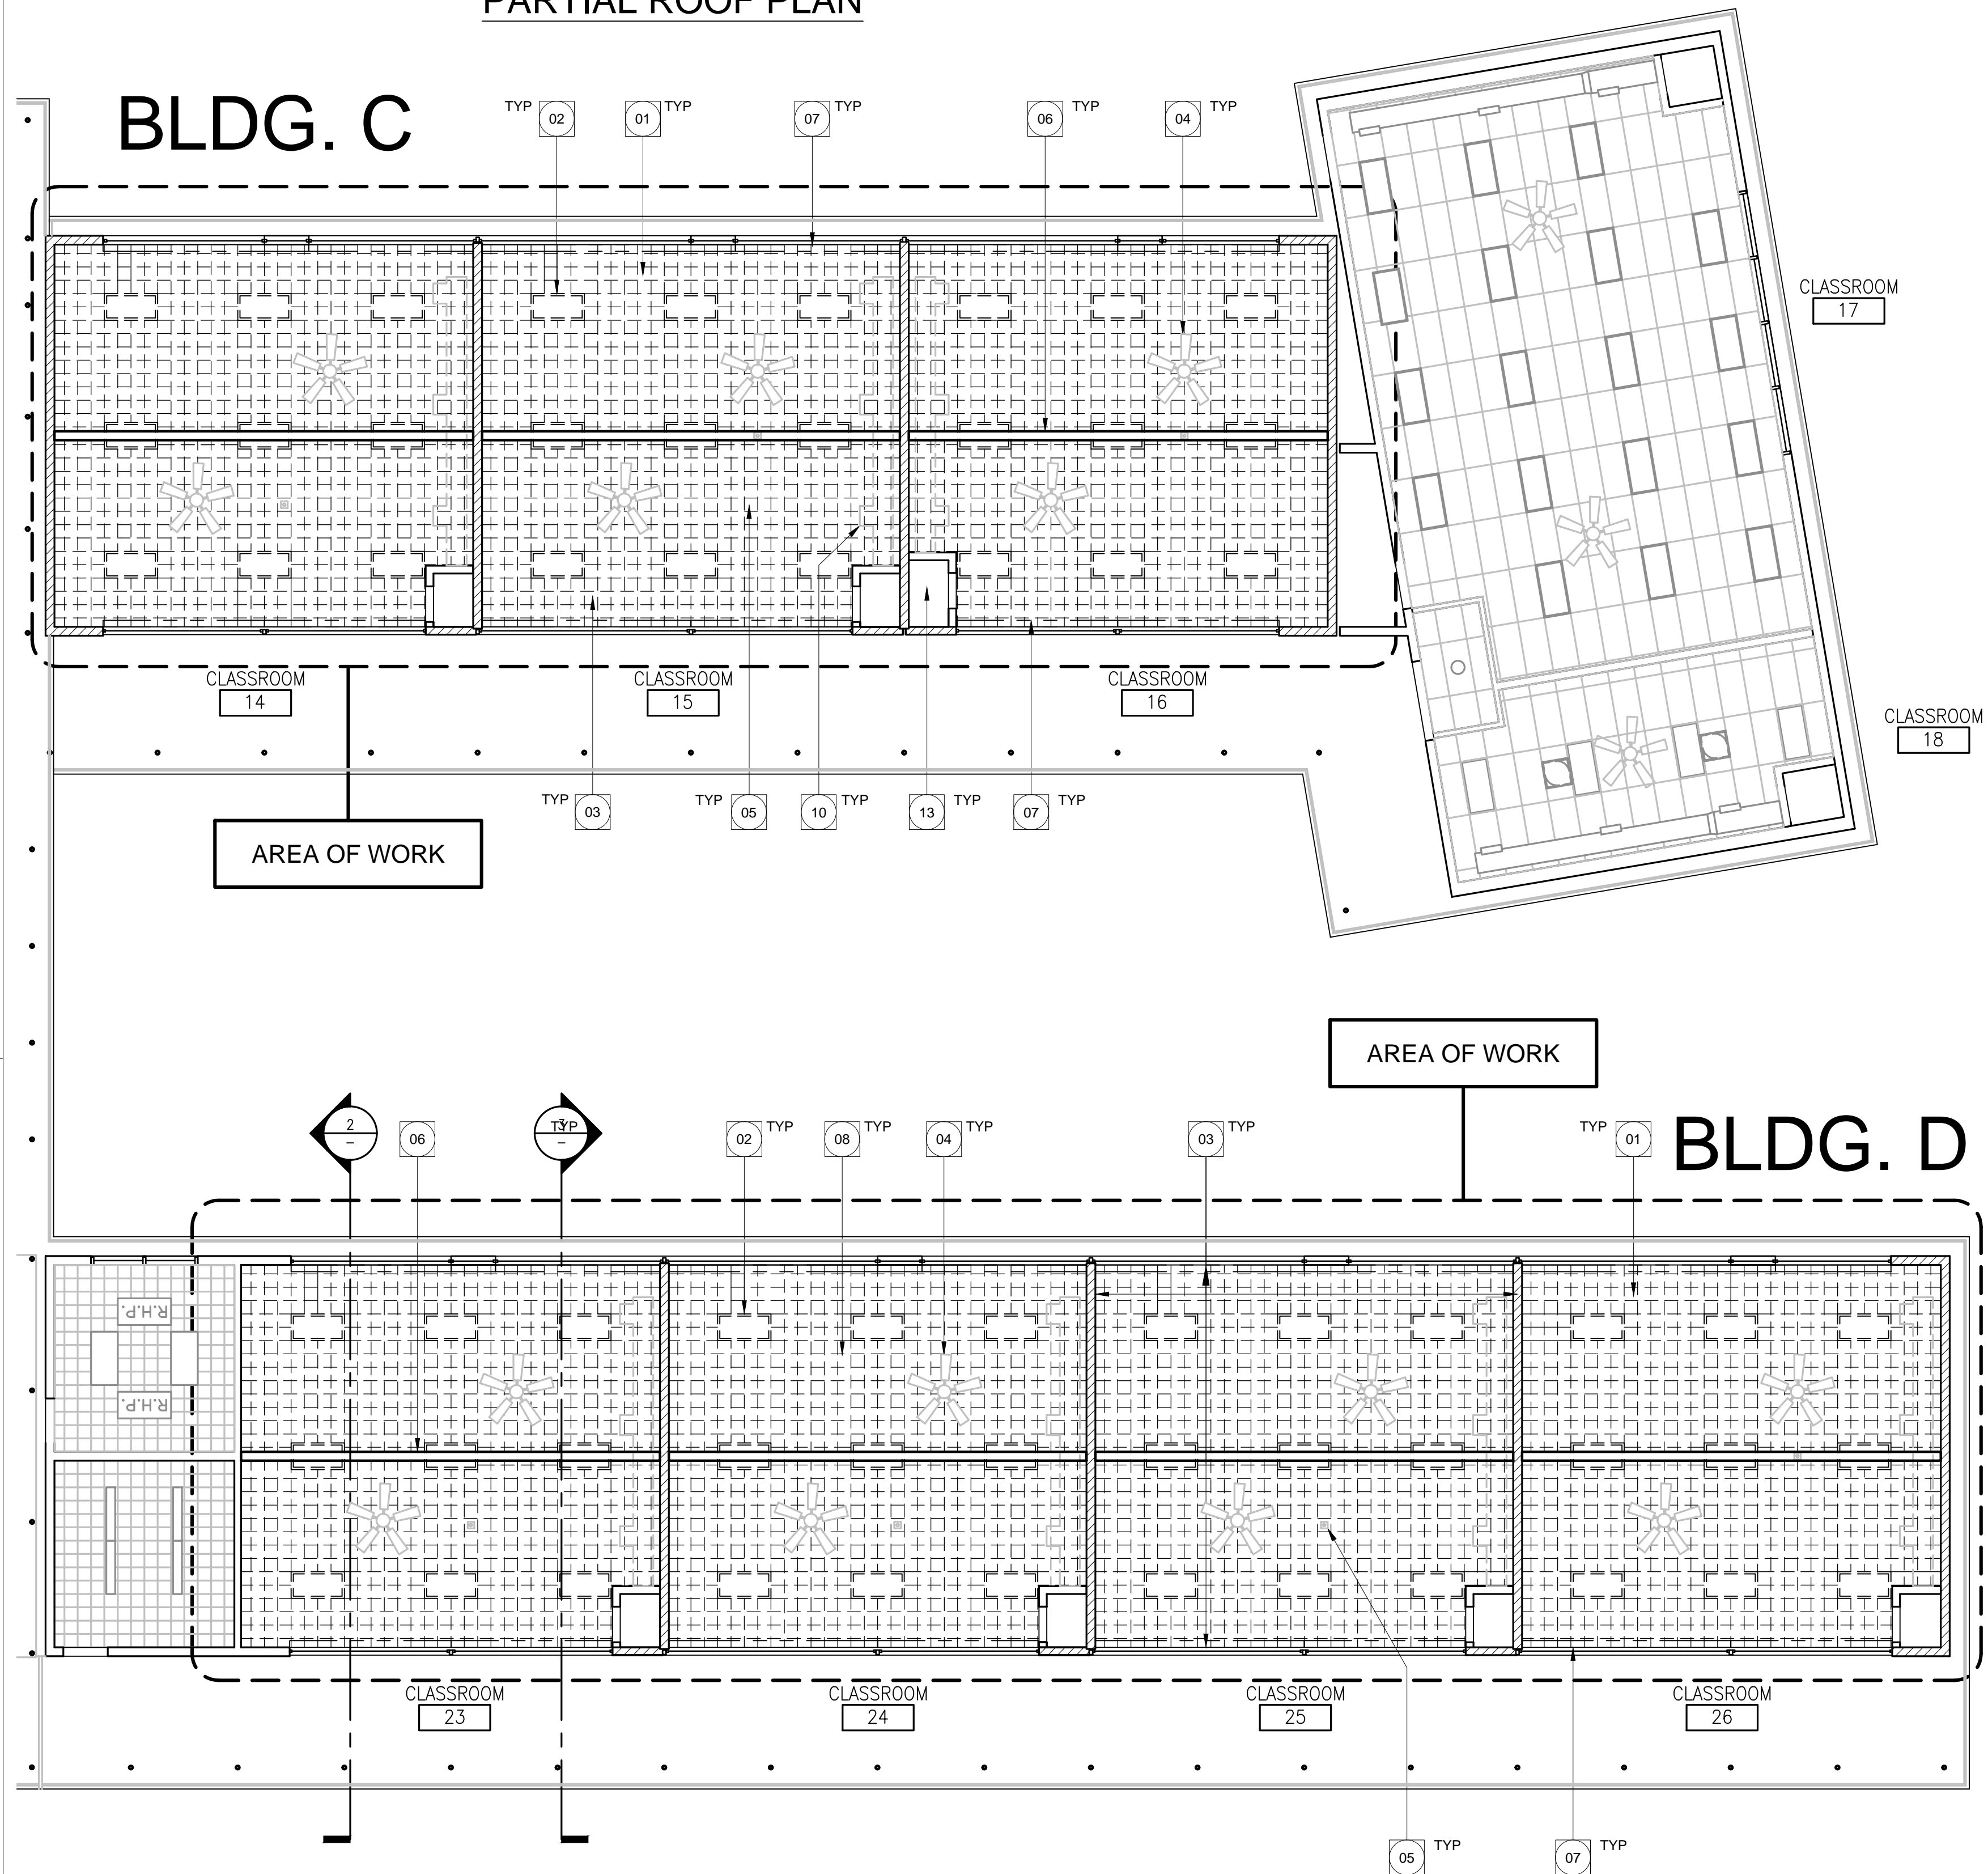 PARTIAL ROOF PLAN
BLDG. C
TYP 02
01 TYP
07 TYP
06 TYP
04 TYP
CLASSROOM
17
CLASSROOM
14
CLASSROOM
15
CLASSROOM
16
CLASSROOM
18
TYP 03
TYP 05
10 TYP
13 TYP
07 TYP
AREA OF WORK
AREA OF WORK
BLDG. D
2
–
06
TYP
3
–
02 TYP
08 TYP
04 TYP
03 TYP
TYP 01
R.H.P.
R.H.P.
CLASSROOM
23
CLASSROOM
24
CLASSROOM
25
CLASSROOM
26
05 TYP
07 TYP